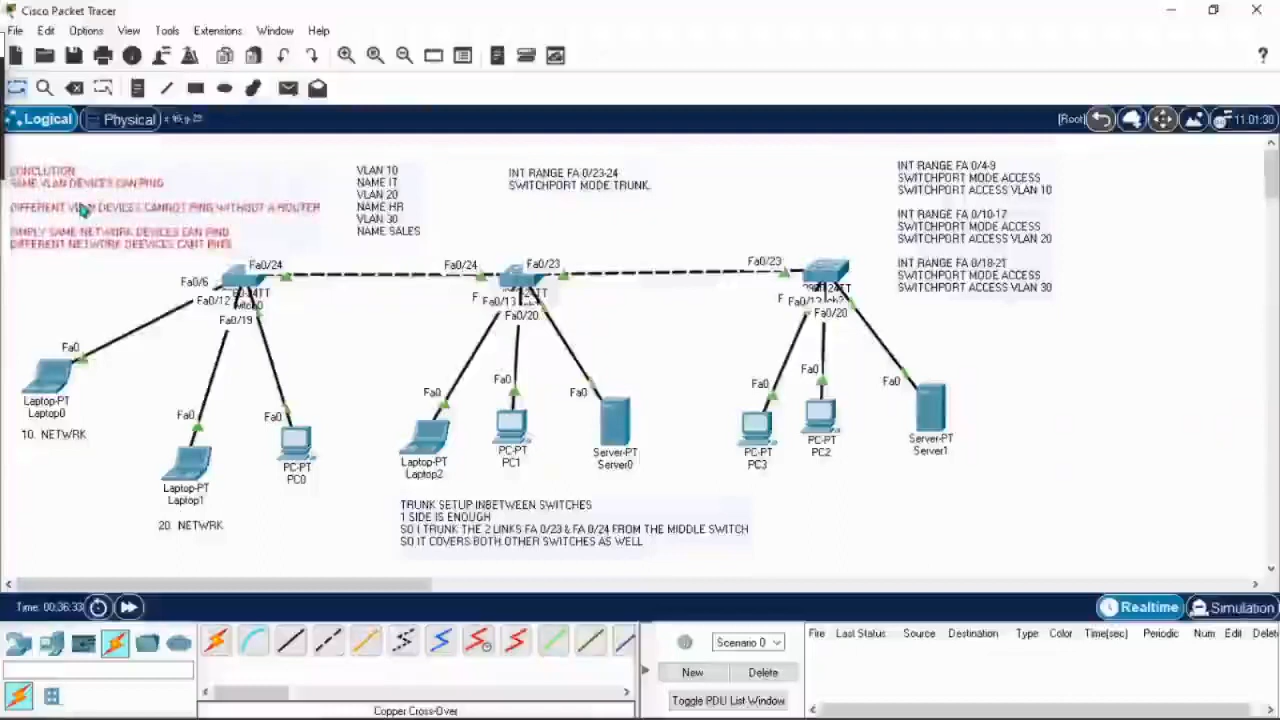 Cisco Packet Tracer
File Edit Options View Tools Extensions Window Help
Logical Physical
[Root] 11:01:30
CONCLUTION
SAME VLAN DEVICES CAN PING
DIFFERENT VLAN DEVICES CANNOT PING WITHOUT A ROUTER
SIMPLY SAME NETWORK DEVICES CAN PING
DIFFERENT NETWORK DEEVICES CANT PING
VLAN 10
NAME IT
VLAN 20
NAME HR
VLAN 30
NAME SALES
INT RANGE FA 0/23-24
SWITCHPORT MODE TRUNK
INT RANGE FA 0/4-9
SWITCHPORT MODE ACCESS
SWITCHPORT ACCESS VLAN 10
INT RANGE FA 0/10-17
SWITCHPORT MODE ACCESS
SWITCHPORT ACCESS VLAN 20
INT RANGE FA 0/18-21
SWITCHPORT MODE ACCESS
SWITCHPORT ACCESS VLAN 30
Fa0/24 Fa0/24 Fa0/23 Fa0/23
Fa0/6
Fa0/12 Fa0/13
Fa0/19 Fa0/20 Fa0/20
Fa0 Fa0 Fa0 Fa0 Fa0 Fa0 Fa0 Fa0 Fa0
Laptop-PT
Laptop0
10. NETWRK
Laptop-PT
Laptop1
20. NETWRK
PC-PT
PC0
Laptop-PT
Laptop2
PC-PT
PC1
Server-PT
Server0
PC-PT
PC3
PC-PT
PC2
Server-PT
Server1
TRUNK SETUP INBETWEEN SWITCHES
1 SIDE IS ENOUGH
SO I TRUNK THE 2 LINKS FA 0/23 & FA 0/24 FROM THE MIDDLE SWITCH
SO IT COVERS BOTH OTHER SWITCHES AS WELL
Time: 00:36:33
Realtime Simulation
Scenario 0
New Delete
Toggle PDU List Window
Fire Last Status Source Destination Type Color Time(sec) Periodic Num Edit Delet
Copper Cross-Over